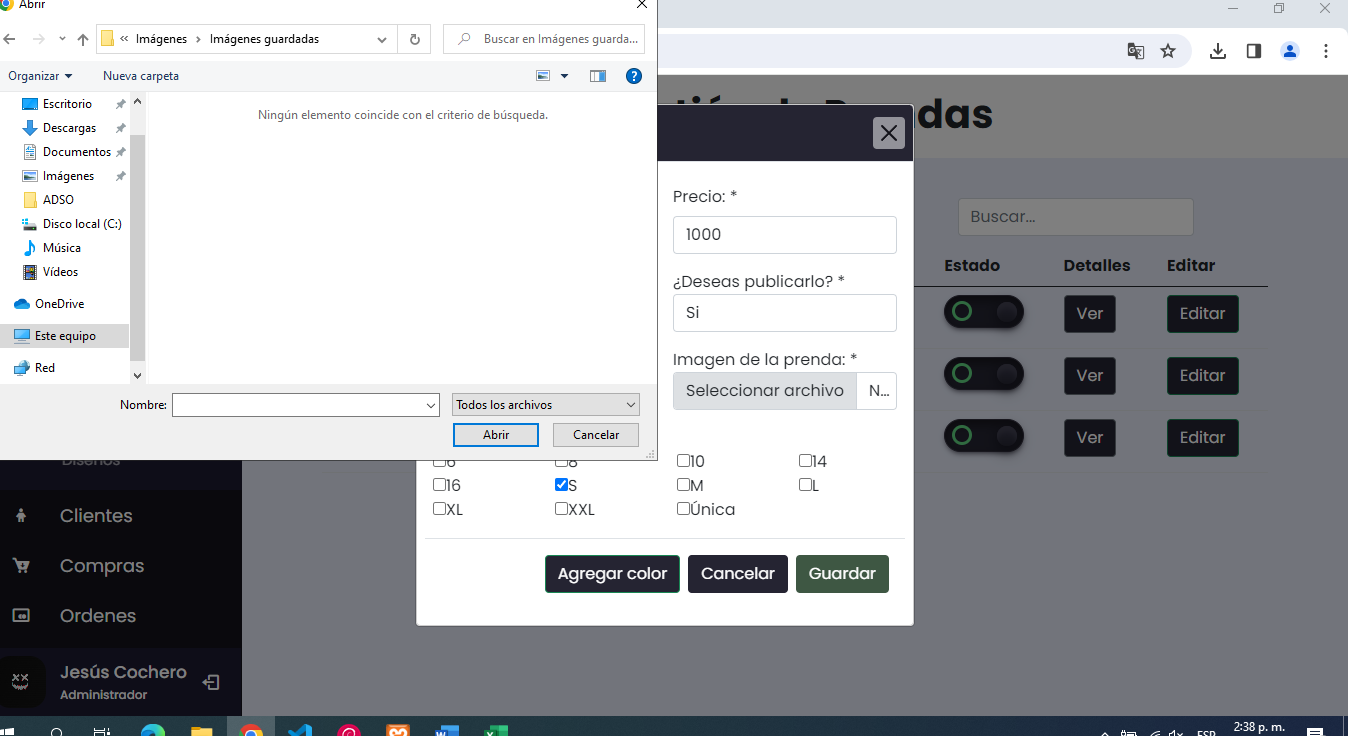 Abrir
« Imágenes › Imágenes guardadas
Buscar en Imágenes guarda...
Organizar
Nueva carpeta
Escritorio
Descargas
Documentos
Imágenes
ADSO
Disco local (C:)
Música
Vídeos
OneDrive
Este equipo
Red
Ningún elemento coincide con el criterio de búsqueda.
Nombre:
Todos los archivos
Abrir
Cancelar
das
Precio: *
1000
¿Deseas publicarlo? *
Si
Imagen de la prenda: *
Seleccionar archivo
N...
6
8
10
14
16
S
M
L
XL
XXL
Única
Agregar color
Cancelar
Guardar
Buscar...
Estado
Detalles
Editar
Ver
Editar
Ver
Editar
Ver
Editar
Diseños
Clientes
Compras
Ordenes
Jesús Cochero
Administrador
ESP
2:38 p. m.